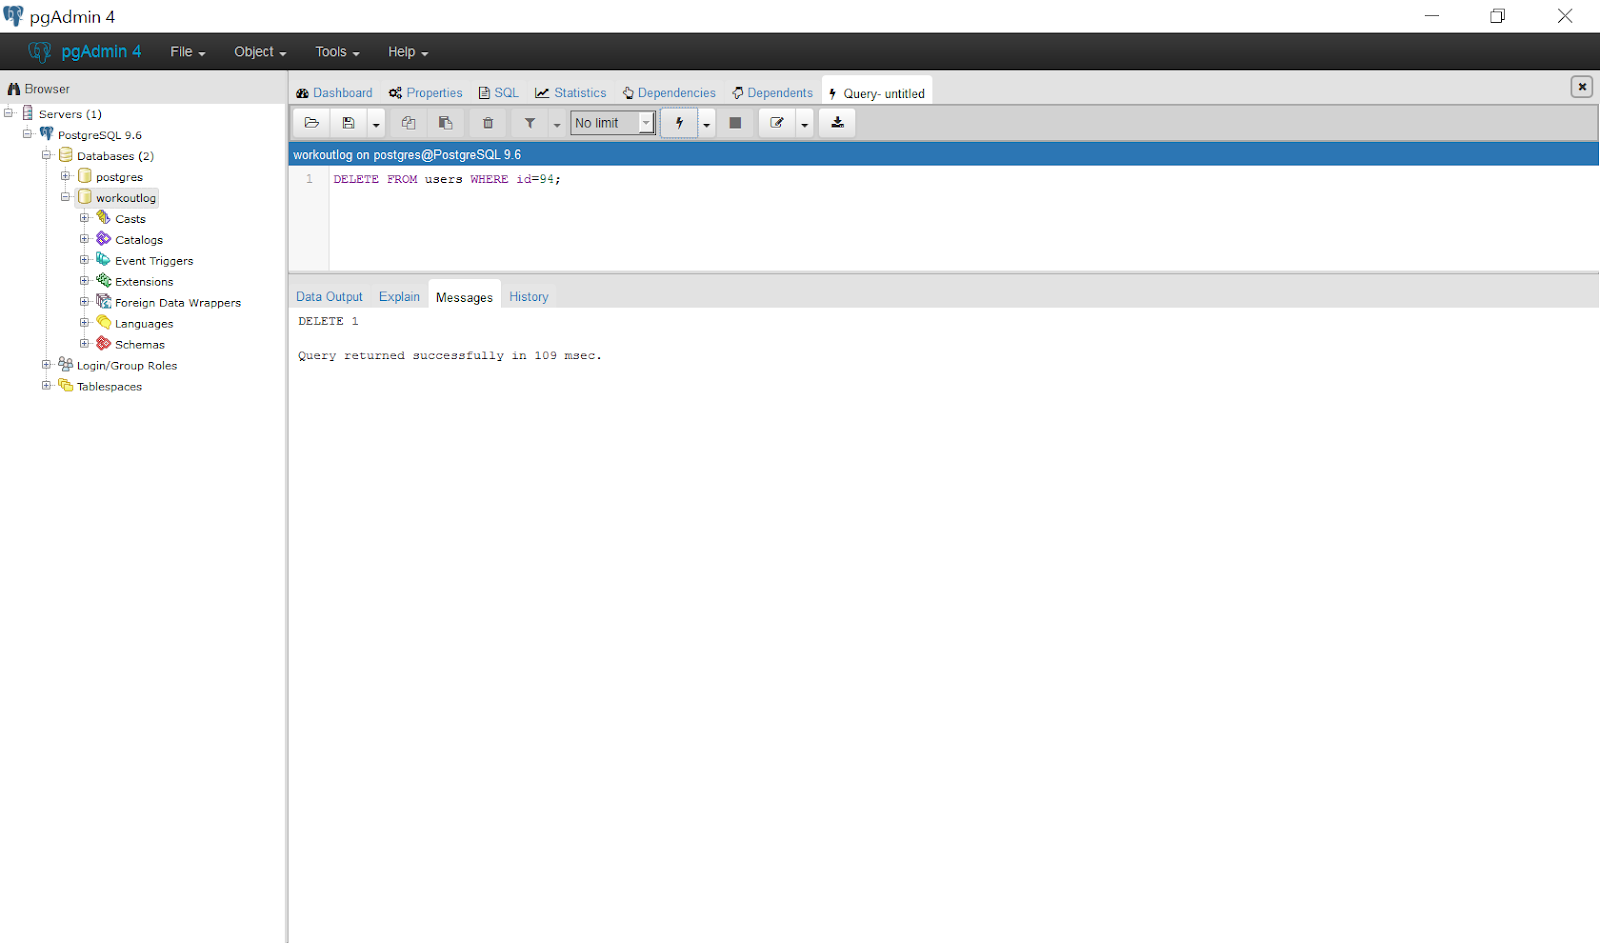 pgAdmin 4
pgAdmin 4 File Object Tools Help
Browser
Servers (1)
PostgreSQL 9.6
Databases (2)
postgres
workoutlog
Casts
Catalogs
Event Triggers
Extensions
Foreign Data Wrappers
Languages
Schemas
Login/Group Roles
Tablespaces
Dashboard Properties SQL Statistics Dependencies Dependents Query- untitled
No limit
workoutlog on postgres@PostgreSQL 9.6
1 DELETE FROM users WHERE id=94;
Data Output Explain Messages History
DELETE 1
Query returned successfully in 109 msec.